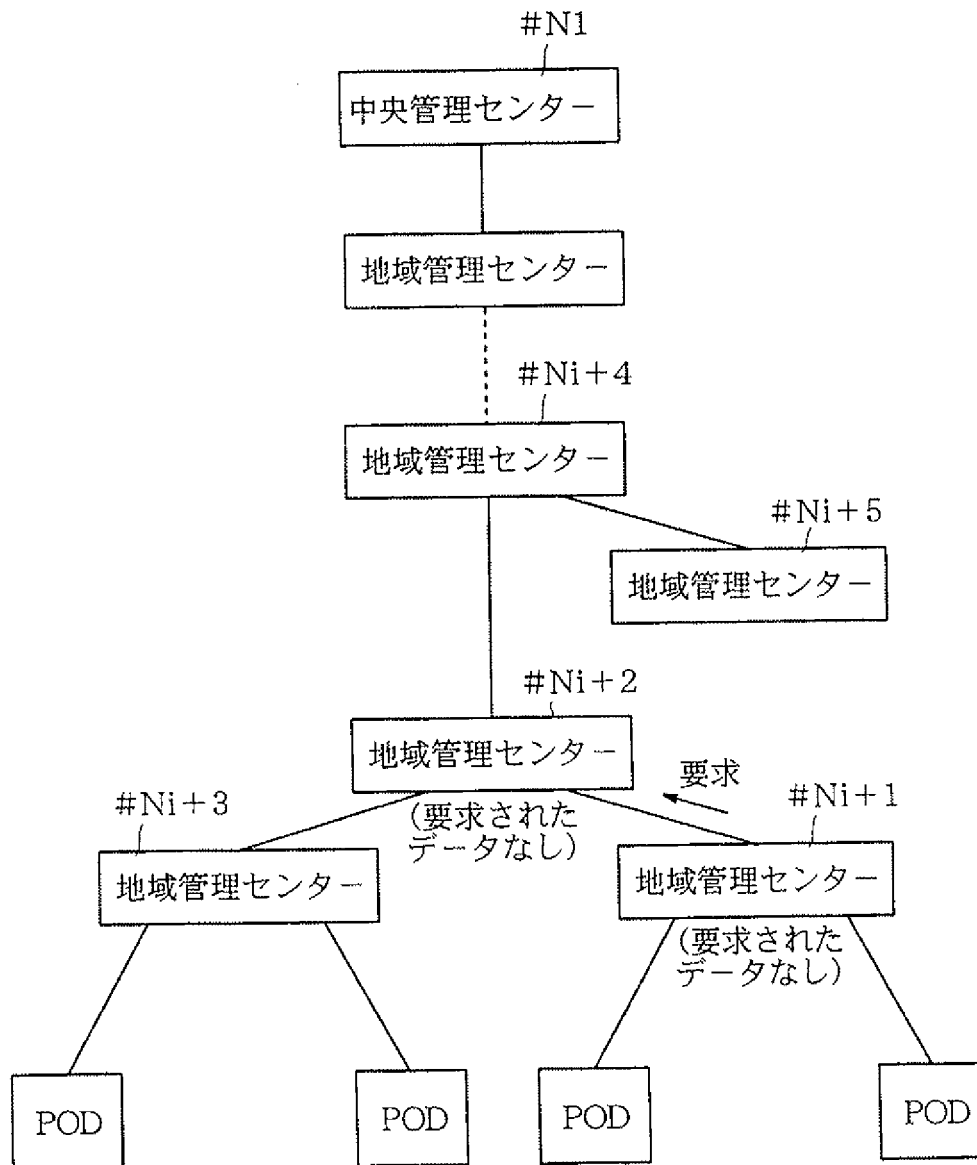 #N1
中央管理センター
地域管理センター
#Ni+4
地域管理センター
#Ni+5
地域管理センター
#Ni+2
地域管理センター
(要求された
データなし)
要求
#Ni+3
地域管理センター
#Ni+1
地域管理センター
(要求された
データなし)
POD
POD
POD
POD